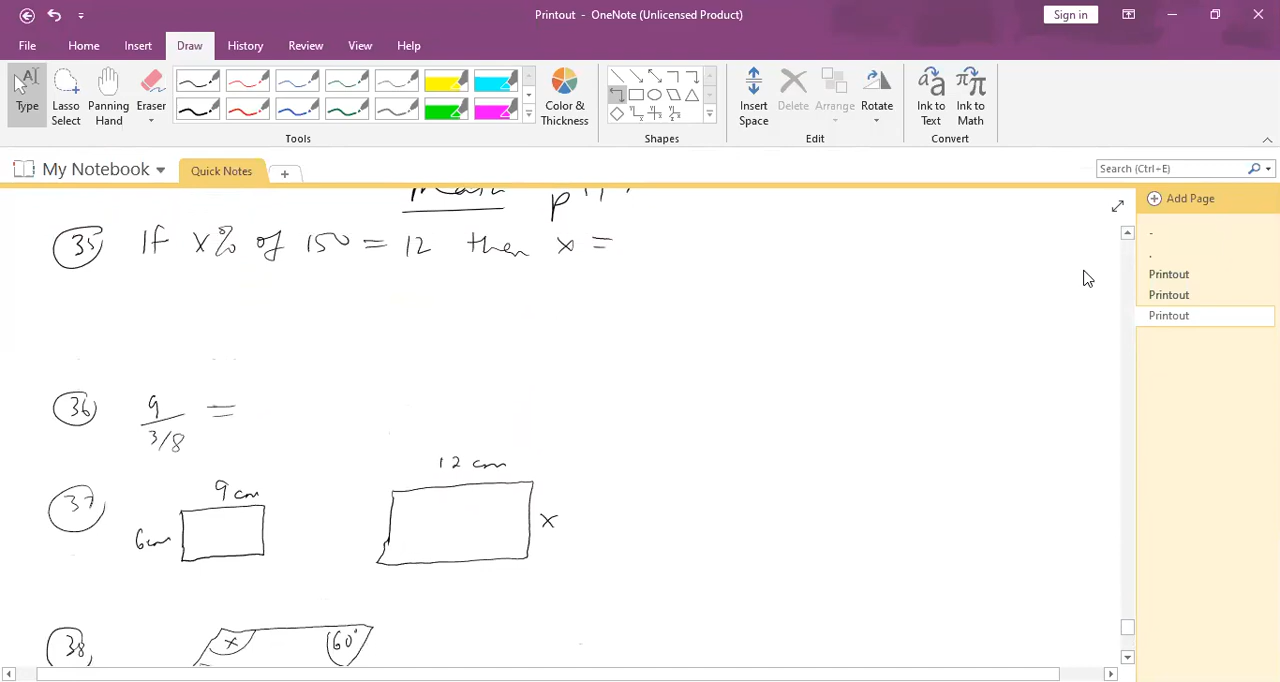 Printout - OneNote (Unlicensed Product)
Sign in
File Home Insert Draw History Review View Help
Type
Lasso Select
Panning Hand
Eraser
Color & Thickness
Insert Space
Delete
Arrange
Rotate
Ink to Text
Ink to Math
Tools
Shapes
Edit
Convert
My Notebook
Quick Notes
Search (Ctrl+E)
Add Page
-
.
Printout
Printout
Printout
35 If x% of 150 = 12 then x =
36 9
3/8 =
12 cm
37 9 cm
6cm
x
38 x 60°